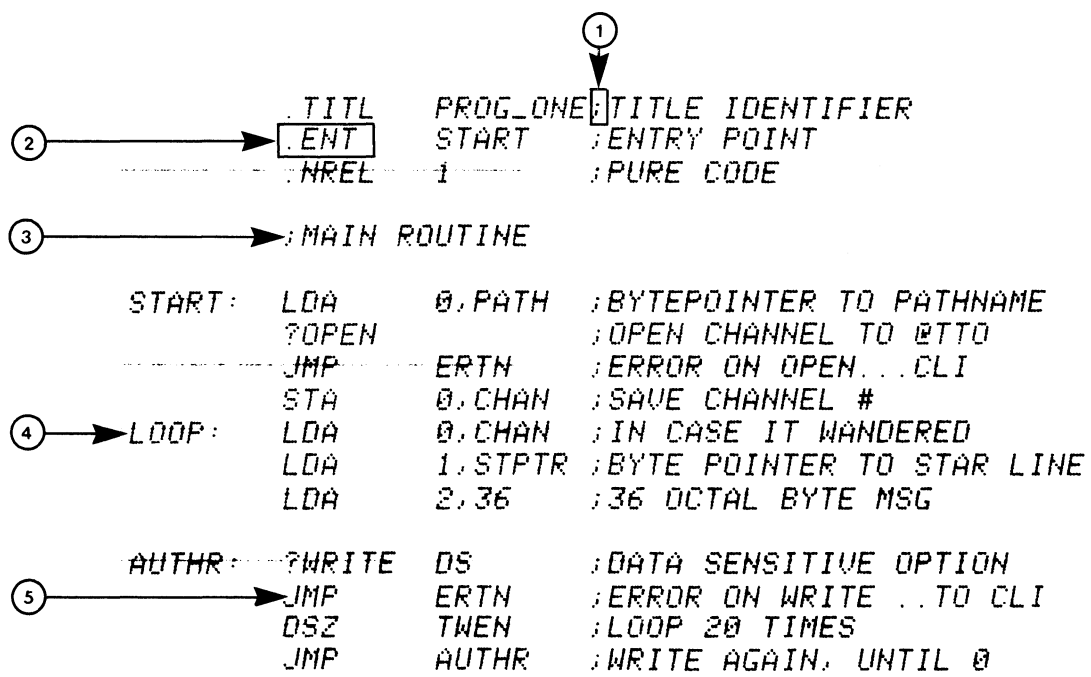 1
.TITL PROG_ONE;TITLE IDENTIFIER
2 .ENT START ;ENTRY POINT
.NREL 1 ;PURE CODE
3 ;MAIN ROUTINE
START: LDA 0,PATH ;BYTEPOINTER TO PATHNAME
?OPEN ;OPEN CHANNEL TO @TTO
JMP ERTN ;ERROR ON OPEN...CLI
STA 0,CHAN ;SAVE CHANNEL #
4 LOOP: LDA 0,CHAN ;IN CASE IT WANDERED
LDA 1,STPTR ;BYTE POINTER TO STAR LINE
LDA 2,36 ;36 OCTAL BYTE MSG
AUTHR: ?WRITE DS ;DATA SENSITIVE OPTION
5 JMP ERTN ;ERROR ON WRITE ..TO CLI
DSZ TWEN ;LOOP 20 TIMES
JMP AUTHR ;WRITE AGAIN, UNTIL 0